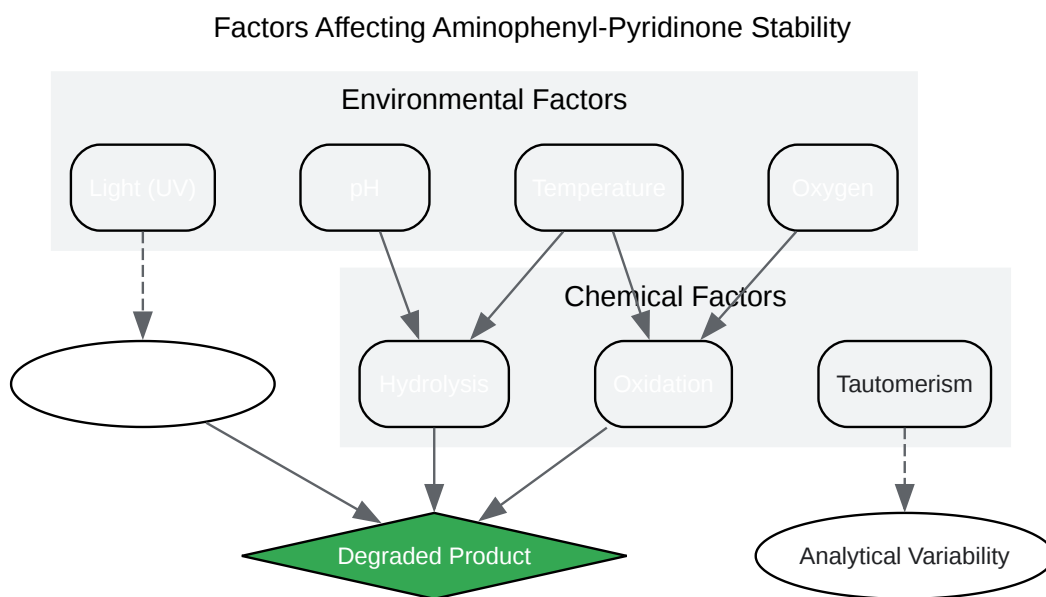 Factors Affecting Aminophenyl-Pyridinone Stability
Environmental Factors
Light (UV)
pH
Temperature
Oxygen
Chemical Factors
Hydrolysis
Oxidation
Tautomerism
Degraded Product
Analytical Variability